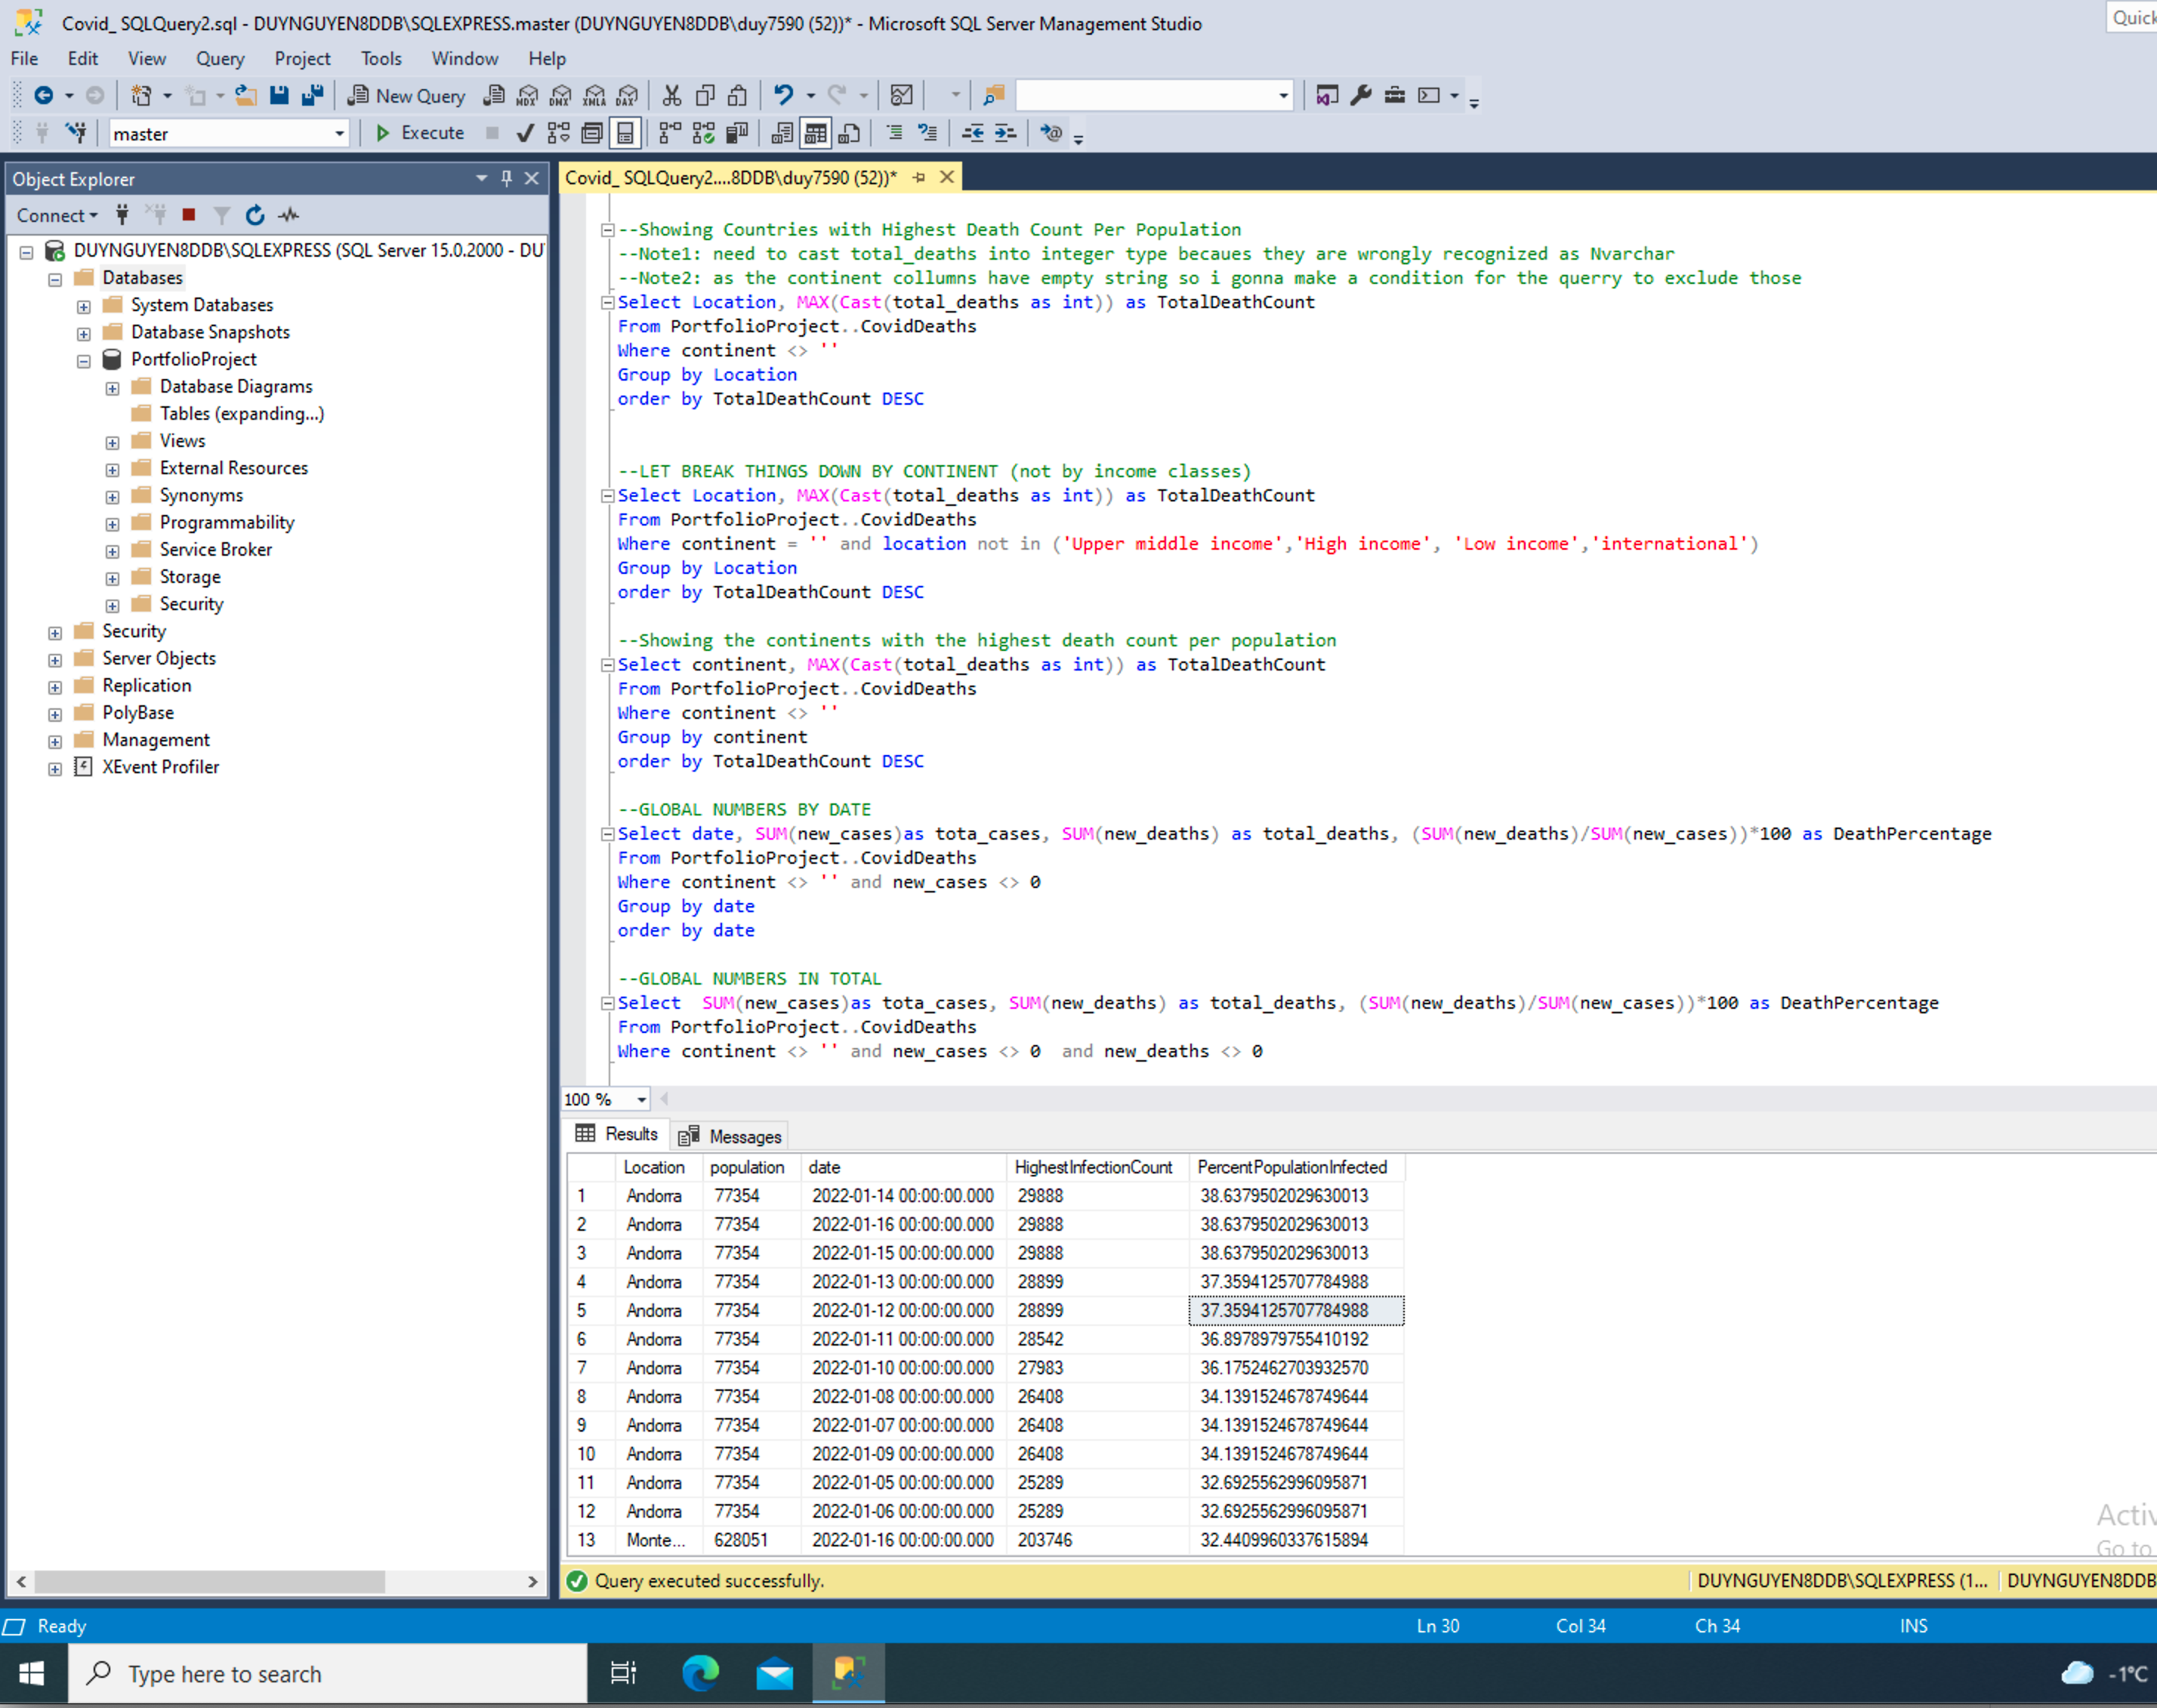 Covid_ SQLQuery2.sql - DUYNGUYEN8DDB\SQLEXPRESS.master (DUYNGUYEN8DDB\duy7590 (52))* - Microsoft SQL Server Management Studio
Quick
File Edit View Query Project Tools Window Help
New Query MDX DMX XMLA DAX
master Execute
Object Explorer
Covid_ SQLQuery2....8DDB\duy7590 (52))*
Connect
DUYNGUYEN8DDB\SQLEXPRESS (SQL Server 15.0.2000 - DU
Databases
System Databases
Database Snapshots
PortfolioProject
Database Diagrams
Tables (expanding...)
Views
External Resources
Synonyms
Programmability
Service Broker
Storage
Security
Security
Server Objects
Replication
PolyBase
Management
XEvent Profiler
--Showing Countries with Highest Death Count Per Population
--Note1: need to cast total_deaths into integer type becaues they are wrongly recognized as Nvarchar
--Note2: as the continent collumns have empty string so i gonna make a condition for the querry to exclude those
Select Location, MAX(Cast(total_deaths as int)) as TotalDeathCount
From PortfolioProject..CovidDeaths
Where continent <> ''
Group by Location
order by TotalDeathCount DESC
--LET BREAK THINGS DOWN BY CONTINENT (not by income classes)
Select Location, MAX(Cast(total_deaths as int)) as TotalDeathCount
From PortfolioProject..CovidDeaths
Where continent = '' and location not in ('Upper middle income','High income', 'Low income','international')
Group by Location
order by TotalDeathCount DESC
--Showing the continents with the highest death count per population
Select continent, MAX(Cast(total_deaths as int)) as TotalDeathCount
From PortfolioProject..CovidDeaths
Where continent <> ''
Group by continent
order by TotalDeathCount DESC
--GLOBAL NUMBERS BY DATE
Select date, SUM(new_cases)as tota_cases, SUM(new_deaths) as total_deaths, (SUM(new_deaths)/SUM(new_cases))*100 as DeathPercentage
From PortfolioProject..CovidDeaths
Where continent <> '' and new_cases <> 0
Group by date
order by date
--GLOBAL NUMBERS IN TOTAL
Select  SUM(new_cases)as tota_cases, SUM(new_deaths) as total_deaths, (SUM(new_deaths)/SUM(new_cases))*100 as DeathPercentage
From PortfolioProject..CovidDeaths
Where continent <> '' and new_cases <> 0  and new_deaths <> 0
100 %
Results Messages
Location population date HighestInfectionCount PercentPopulationInfected
1 Andorra 77354 2022-01-14 00:00:00.000 29888 38.6379502029630013
2 Andorra 77354 2022-01-16 00:00:00.000 29888 38.6379502029630013
3 Andorra 77354 2022-01-15 00:00:00.000 29888 38.6379502029630013
4 Andorra 77354 2022-01-13 00:00:00.000 28899 37.3594125707784988
5 Andorra 77354 2022-01-12 00:00:00.000 28899 37.3594125707784988
6 Andorra 77354 2022-01-11 00:00:00.000 28542 36.8978979755410192
7 Andorra 77354 2022-01-10 00:00:00.000 27983 36.1752462703932570
8 Andorra 77354 2022-01-08 00:00:00.000 26408 34.1391524678749644
9 Andorra 77354 2022-01-07 00:00:00.000 26408 34.1391524678749644
10 Andorra 77354 2022-01-09 00:00:00.000 26408 34.1391524678749644
11 Andorra 77354 2022-01-05 00:00:00.000 25289 32.6925562996095871
12 Andorra 77354 2022-01-06 00:00:00.000 25289 32.6925562996095871
13 Monte... 628051 2022-01-16 00:00:00.000 203746 32.4409960337615894
Activ
Go to
Query executed successfully. DUYNGUYEN8DDB\SQLEXPRESS (1... DUYNGUYEN8DDB
Ready Ln 30 Col 34 Ch 34 INS
Type here to search -1°C